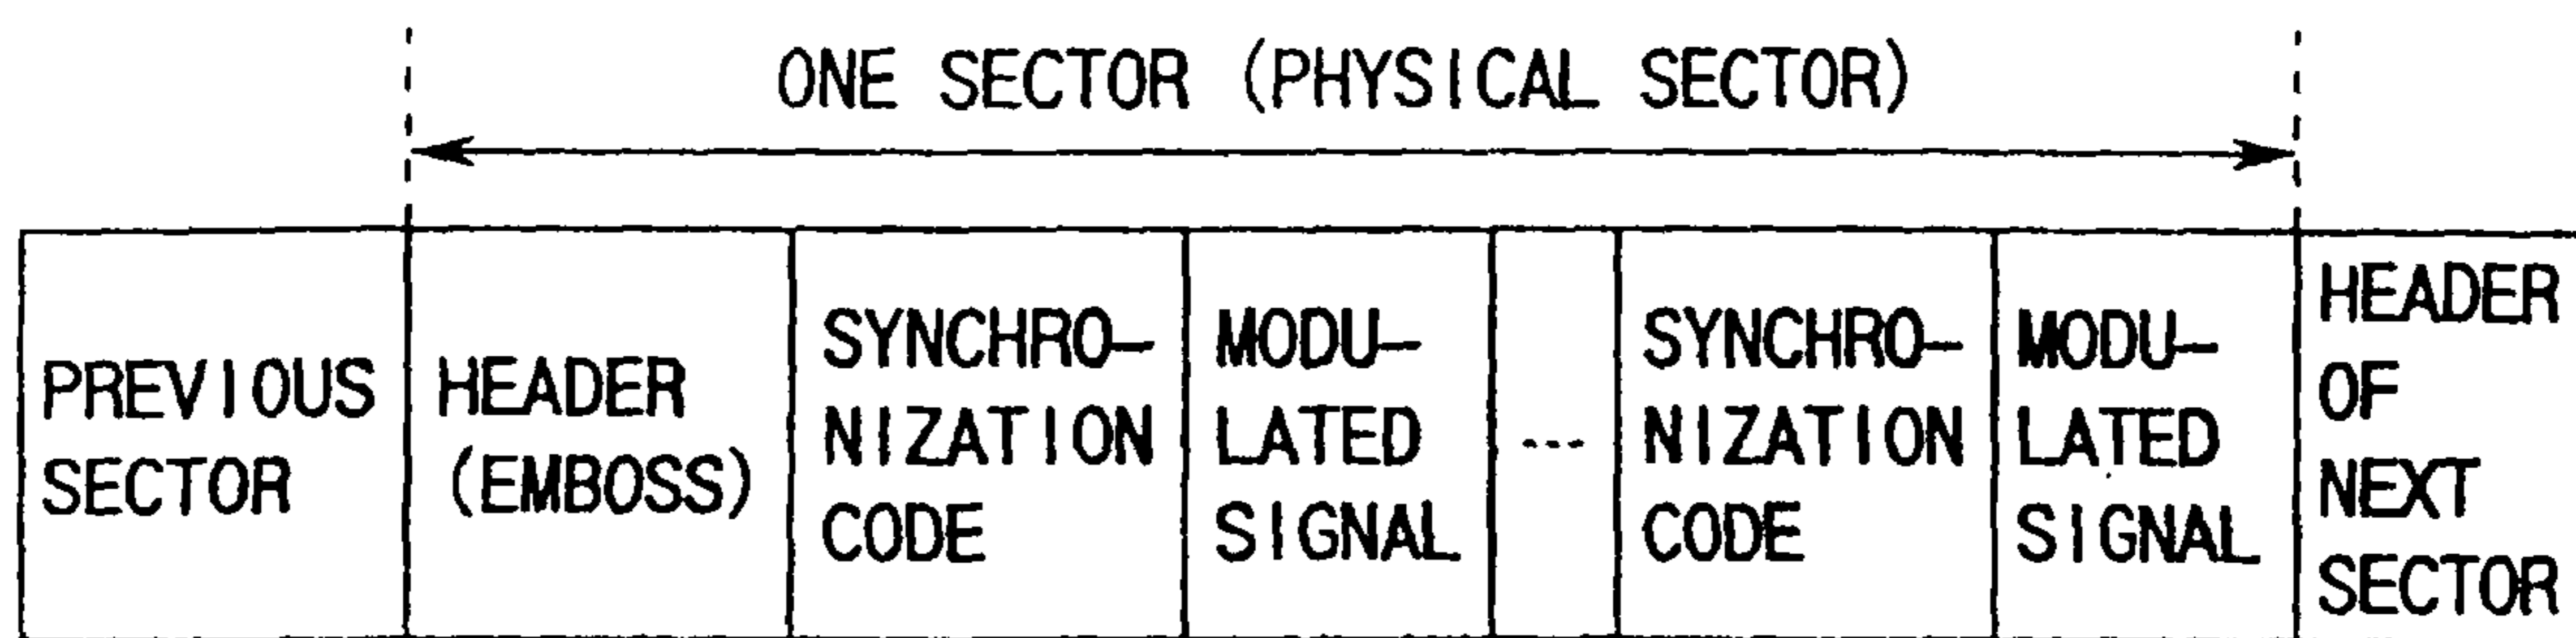 ONE SECTOR (PHYSICAL SECTOR)
PREVIOUS
SECTOR
HEADER
(EMBOSS)
SYNCHRO–
NIZATION
CODE
MODU–
LATED
SIGNAL
---
SYNCHRO–
NIZATION
CODE
MODU–
LATED
SIGNAL
HEADER
OF
NEXT
SECTOR